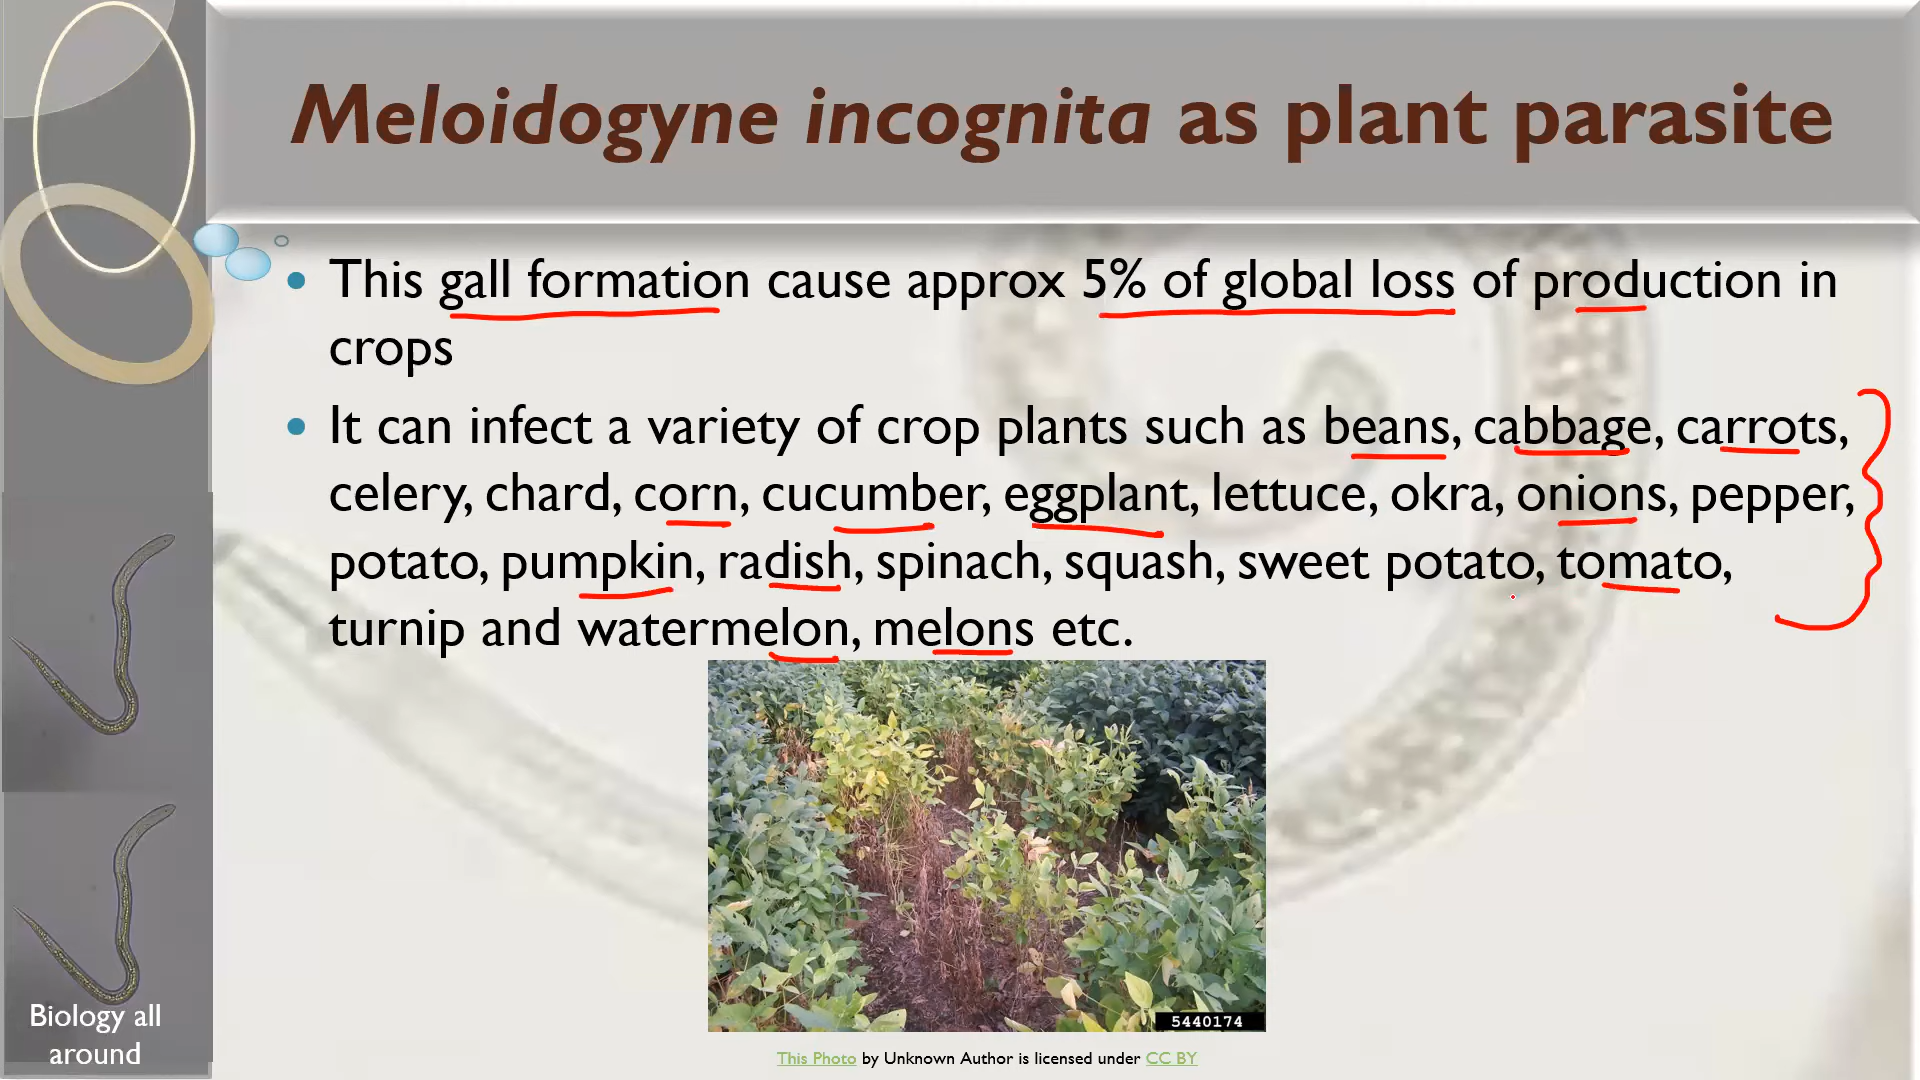 Meloidogyne incognita as plant parasite
• This gall formation cause approx 5% of global loss of production in
crops
• It can infect a variety of crop plants such as beans, cabbage, carrots,
celery, chard, corn, cucumber, eggplant, lettuce, okra, onions, pepper,
potato, pumpkin, radish, spinach, squash, sweet potato, tomato,
turnip and watermelon, melons etc.
5440174
This Photo by Unknown Author is licensed under CC BY
Biology all
around